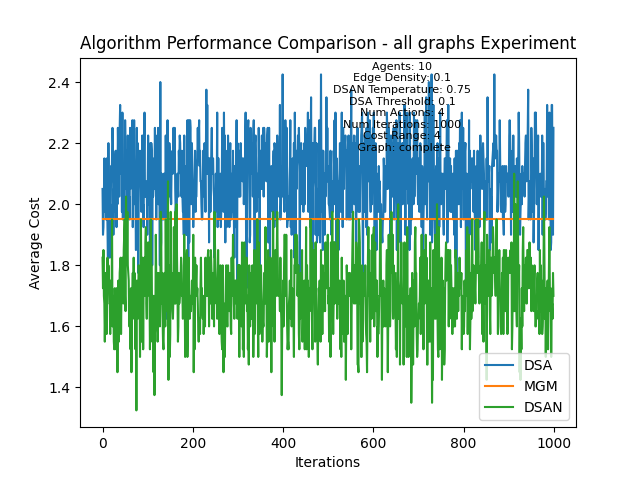 Algorithm Performance Comparison - all graphs Experiment
Agents: 10
Edge Density: 0.1
DSAN Temperature: 0.75
DSA Threshold: 0.1
Num Actions: 4
Num Iterations: 1000
Cost Range: 4
Graph: complete
Average Cost
2.4
2.2
2.0
1.8
1.6
1.4
DSA
MGM
DSAN
0
200
400
600
800
1000
Iterations